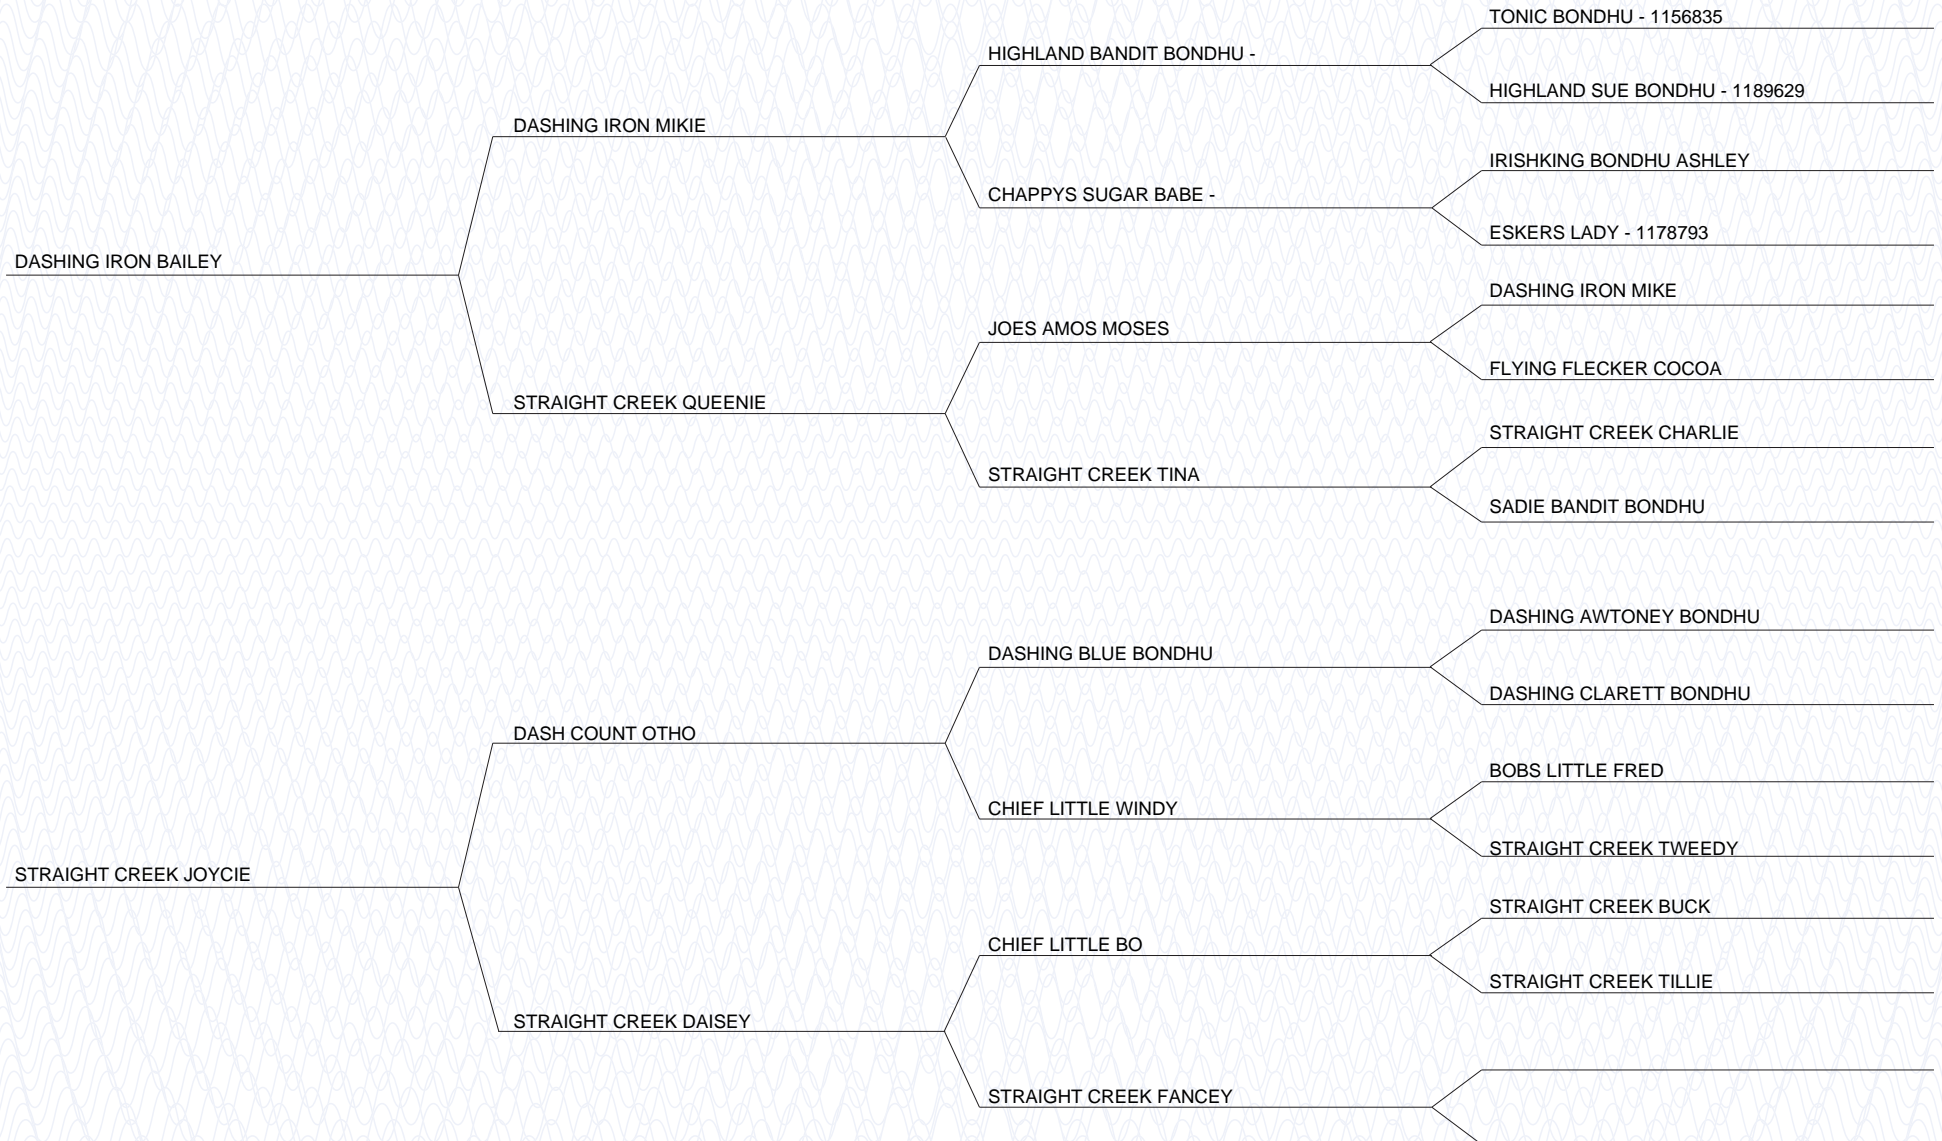 TONIC BONDHU - 1156835
HIGHLAND BANDIT BONDHU -
HIGHLAND SUE BONDHU - 1189629
DASHING IRON MIKIE
IRISHKING BONDHU ASHLEY
CHAPPYS SUGAR BABE -
ESKERS LADY - 1178793
DASHING IRON BAILEY
DASHING IRON MIKE
JOES AMOS MOSES
FLYING FLECKER COCOA
STRAIGHT CREEK QUEENIE
STRAIGHT CREEK CHARLIE
STRAIGHT CREEK TINA
SADIE BANDIT BONDHU
DASHING AWTONEY BONDHU
DASHING BLUE BONDHU
DASHING CLARETT BONDHU
DASH COUNT OTHO
BOBS LITTLE FRED
CHIEF LITTLE WINDY
STRAIGHT CREEK TWEEDY
STRAIGHT CREEK JOYCIE
STRAIGHT CREEK BUCK
CHIEF LITTLE BO
STRAIGHT CREEK TILLIE
STRAIGHT CREEK DAISEY
STRAIGHT CREEK FANCEY